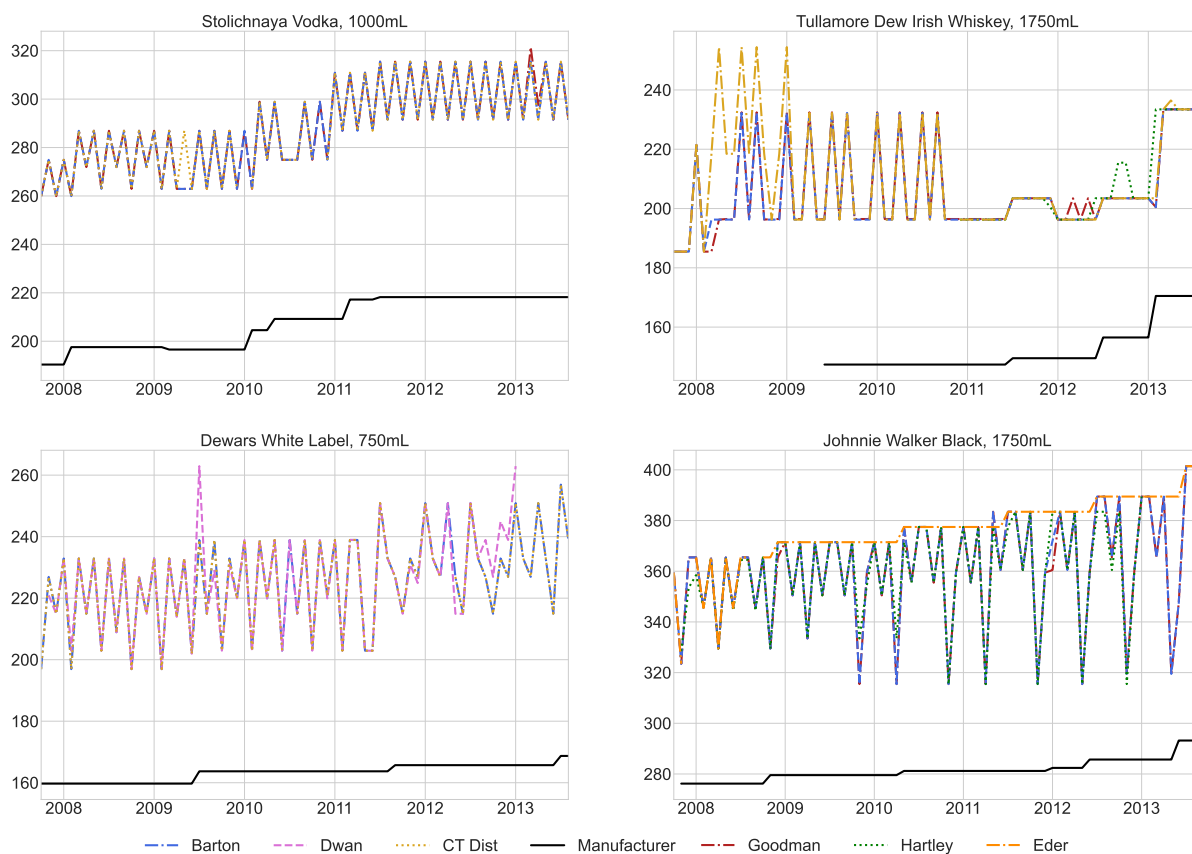 Stolichnaya Vodka, 1000mL
320
300
280
260
240
220
200
2008 2009 2010 2011 2012 2013
Tullamore Dew Irish Whiskey, 1750mL
240
220
200
180
160
2008 2009 2010 2011 2012 2013
Dewars White Label, 750mL
260
240
220
200
180
160
2008 2009 2010 2011 2012 2013
Johnnie Walker Black, 1750mL
400
380
360
340
320
300
280
2008 2009 2010 2011 2012 2013
Barton Dwan CT Dist Manufacturer Goodman Hartley Eder